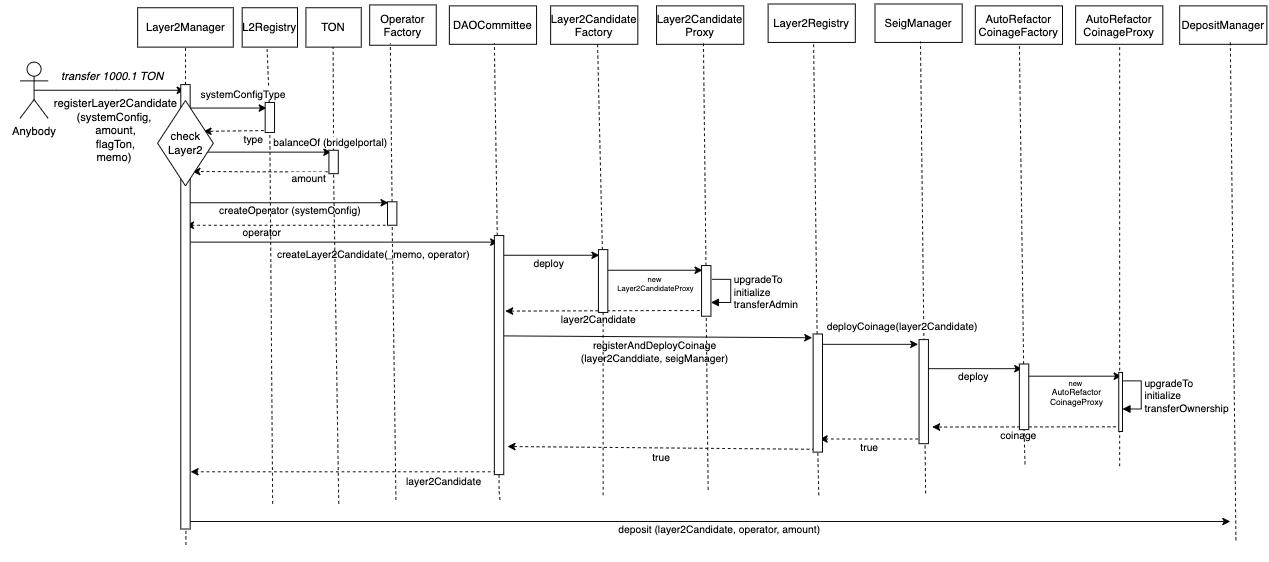 Layer2Manager
L2Registry
TON
Operator
Factory
DAOCommittee
Layer2Candidate
Factory
Layer2Candidate
Proxy
Layer2Registry
SeigManager
AutoRefactor
CoinageFactory
AutoRefactor
CoinageProxy
DepositManager
transfer 1000.1 TON
registerLayer2Candidate
(systemConfig,
amount,
flagTon,
memo)
Anybody
systemConfigType
check
Layer2
type
balanceOf (bridgelportal)
amount
createOperator (systemConfig)
operator
createLayer2Candidate(_memo, operator)
deploy
new
Layer2CandidateProxy
upgradeTo
initialize
transferAdmin
layer2Candidate
registerAndDeployCoinage
(layer2Canddiate, seigManager)
deployCoinage(layer2Candidate)
deploy
new
AutoRefactor
CoinageProxy
upgradeTo
initialize
transferOwnership
coinage
true
true
layer2Candidate
deposit (layer2Candidate, operator, amount)